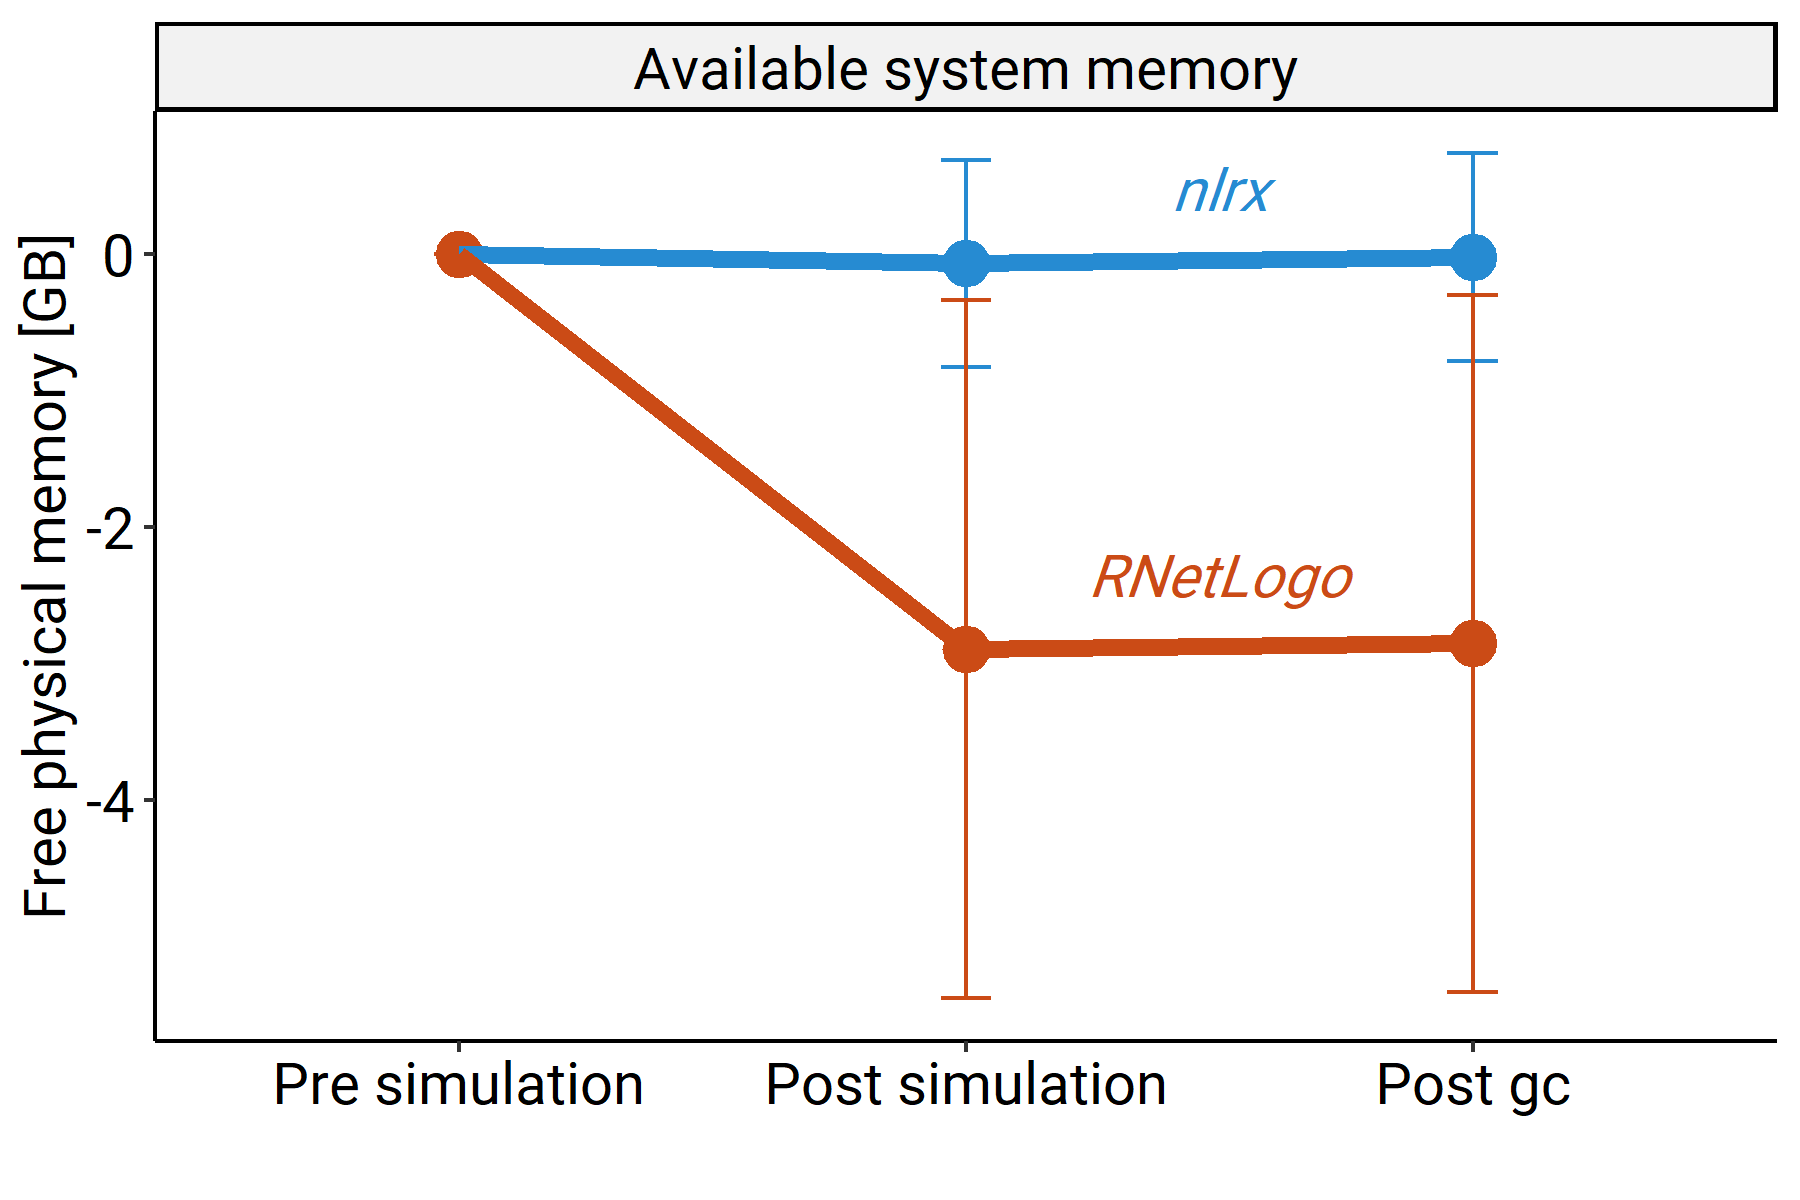 Available system memory
Free physical memory [GB]
0
-2
-4
nlrx
RNetLogo
Pre simulation
Post simulation
Post gc